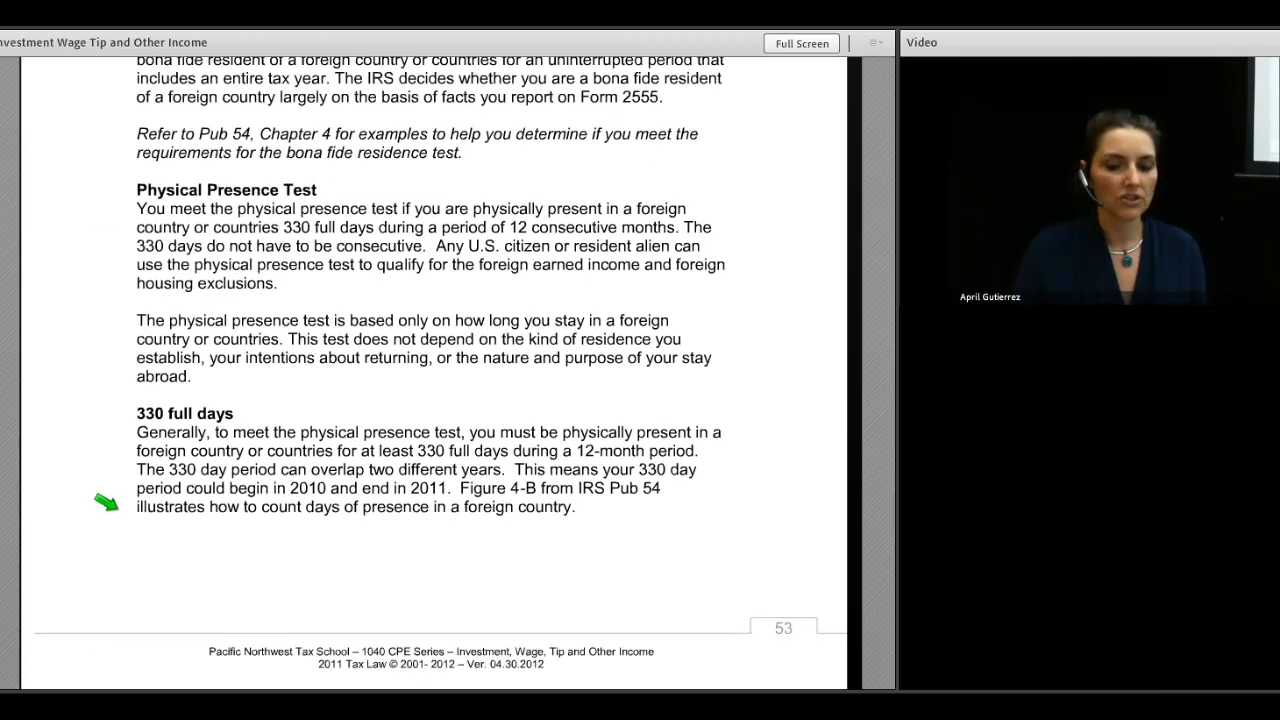 nvestment Wage Tip and Other Income
Full Screen
Video
bona fide resident of a foreign country or countries for an uninterrupted period that
includes an entire tax year. The IRS decides whether you are a bona fide resident
of a foreign country largely on the basis of facts you report on Form 2555.
Refer to Pub 54, Chapter 4 for examples to help you determine if you meet the
requirements for the bona fide residence test.
Physical Presence Test
You meet the physical presence test if you are physically present in a foreign
country or countries 330 full days during a period of 12 consecutive months. The
330 days do not have to be consecutive.  Any U.S. citizen or resident alien can
use the physical presence test to qualify for the foreign earned income and foreign
housing exclusions.
The physical presence test is based only on how long you stay in a foreign
country or countries. This test does not depend on the kind of residence you
establish, your intentions about returning, or the nature and purpose of your stay
abroad.
330 full days
Generally, to meet the physical presence test, you must be physically present in a
foreign country or countries for at least 330 full days during a 12-month period.
The 330 day period can overlap two different years.  This means your 330 day
period could begin in 2010 and end in 2011.  Figure 4-B from IRS Pub 54
illustrates how to count days of presence in a foreign country.
53
Pacific Northwest Tax School – 1040 CPE Series – Investment, Wage, Tip and Other Income
2011 Tax Law © 2001- 2012 – Ver. 04.30.2012
April Gutierrez